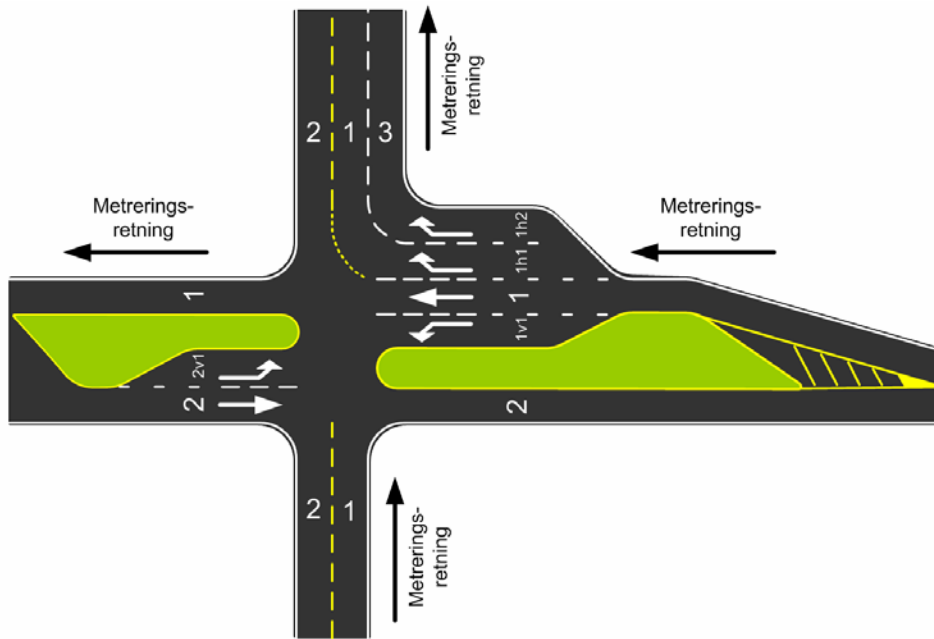 2 1 3
Metrerings-
retning
Metrerings-
retning
Metrerings-
retning
1h2
1h1
1
1v1
1
2v1
2
2
2 1
Metrerings-
retning